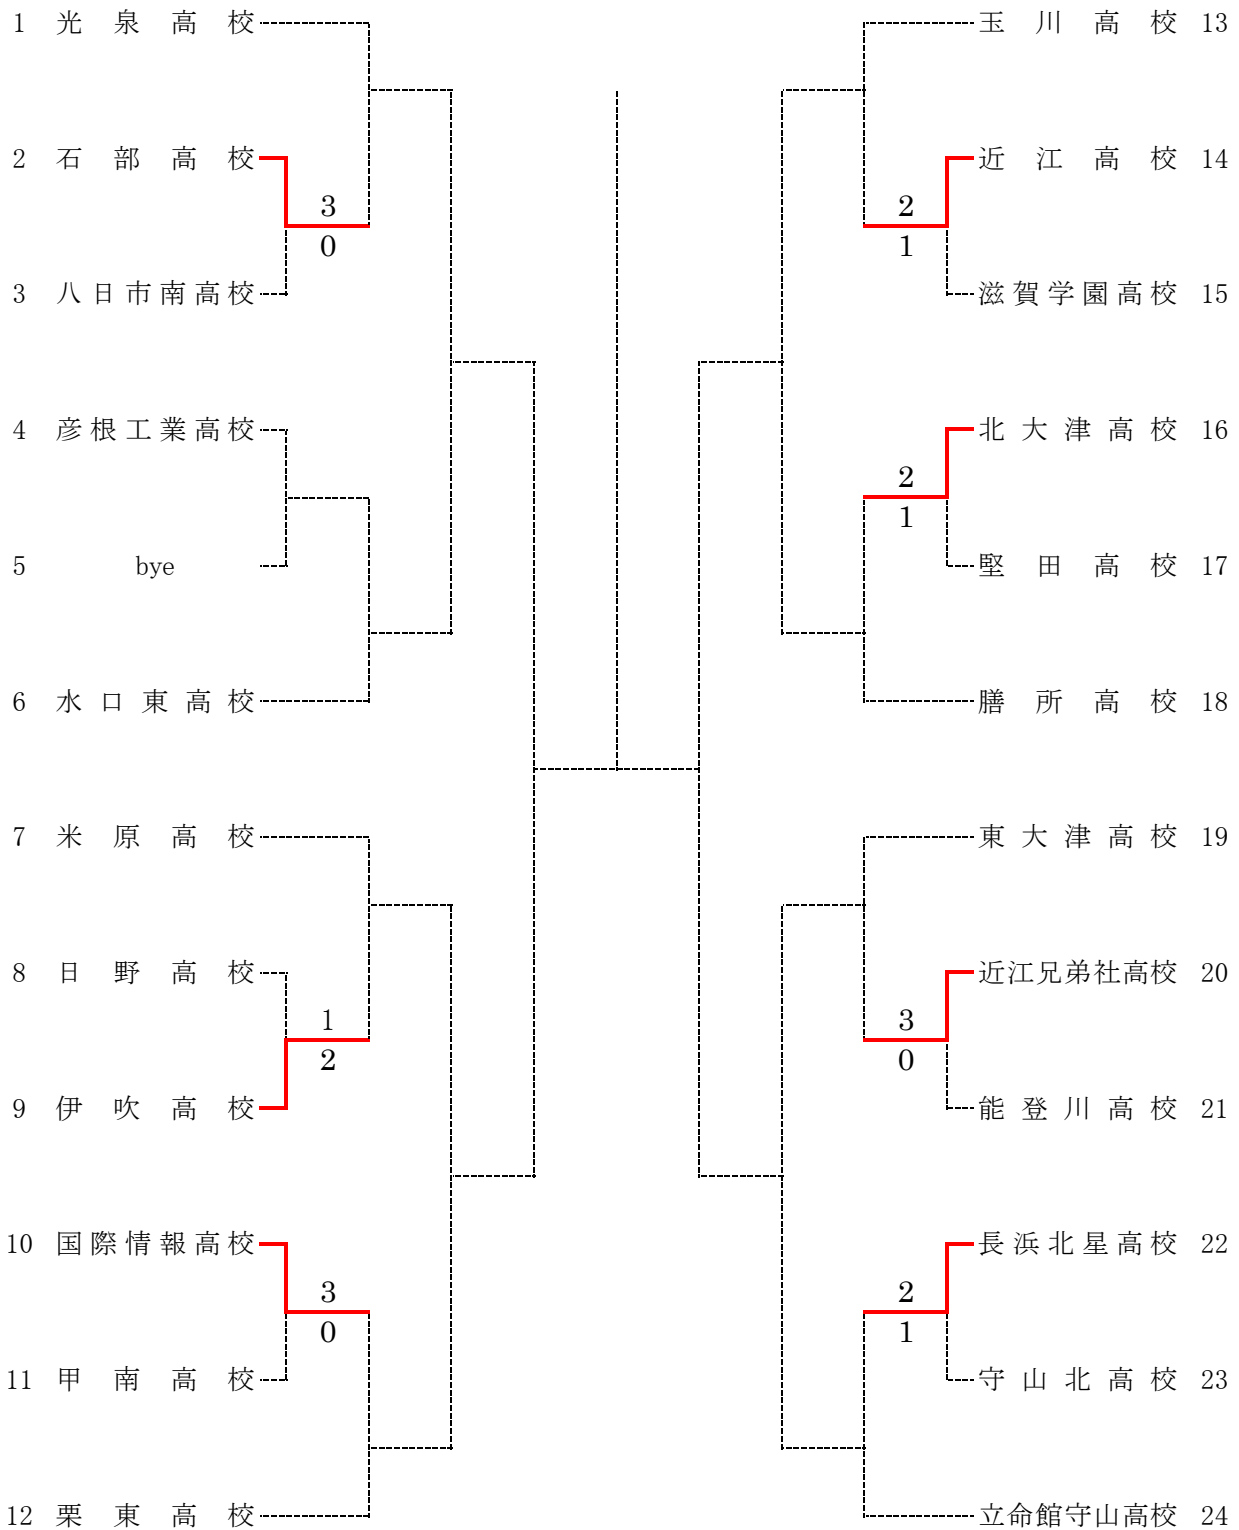 1 光泉高校
2 石部高校
3
0
3 八日市南高校
4 彦根工業高校
5 bye
6 水口東高校
7 米原高校
8 日野高校
1
2
9 伊吹高校
10 国際情報高校
3
0
11 甲南高校
12 栗東高校
玉川高校 13
近江高校 14
2
1
滋賀学園高校 15
北大津高校 16
2
1
堅田高校 17
膳所高校 18
東大津高校 19
近江兄弟社高校 20
3
0
能登川高校 21
長浜北星高校 22
2
1
守山北高校 23
立命館守山高校 24